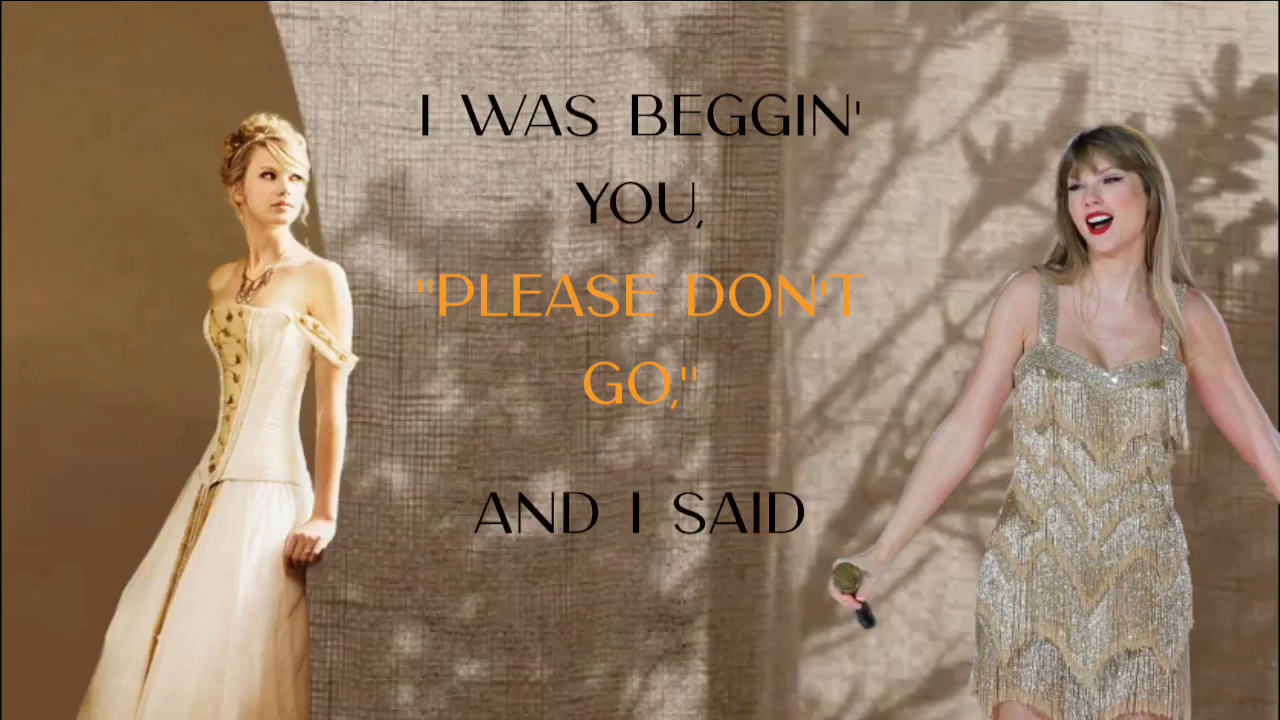 I WAS BEGGIN'
YOU,
"PLEASE DON'T
GO,"
AND I SAID